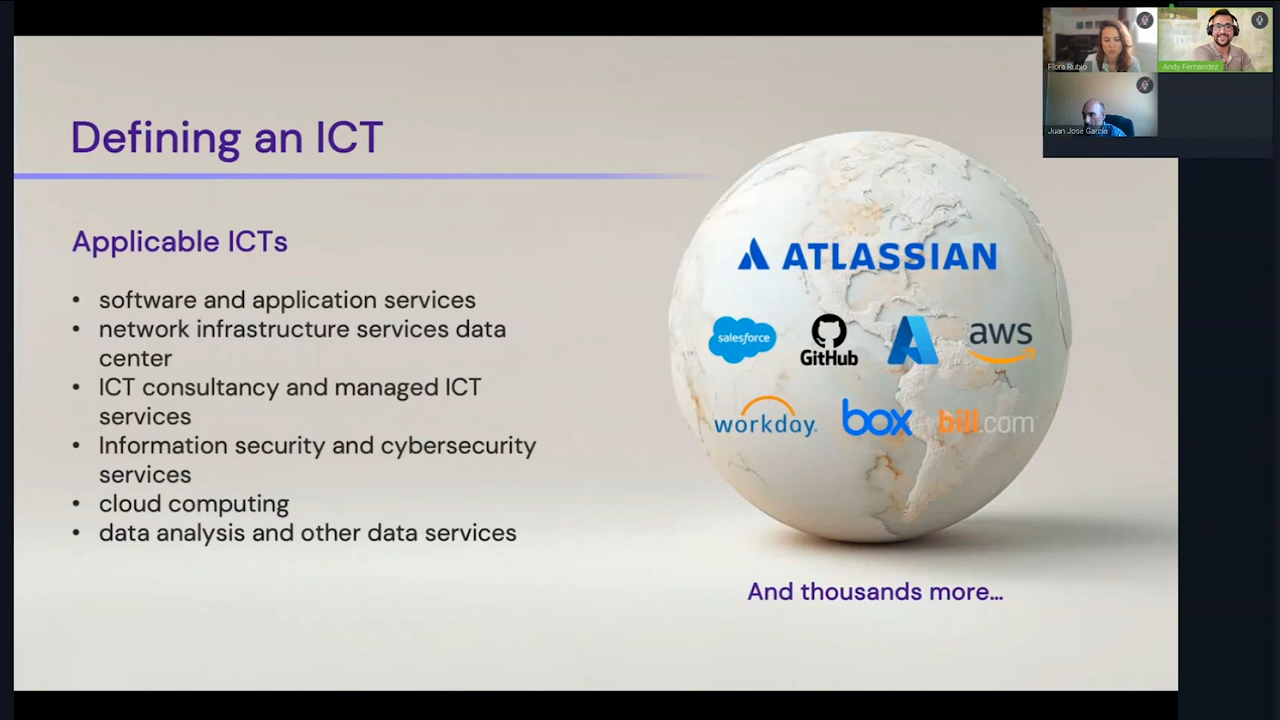 Defining an ICT
Applicable ICTs
• software and application services
• network infrastructure services data
center
• ICT consultancy and managed ICT
services
• Information security and cybersecurity
services
• cloud computing
• data analysis and other data services
ATLASSIAN
salesforce
GitHub
aws
workday.
box
bill.com
And thousands more...
Flora Rubio
Andy Fernandez
Juan Jose Garcia